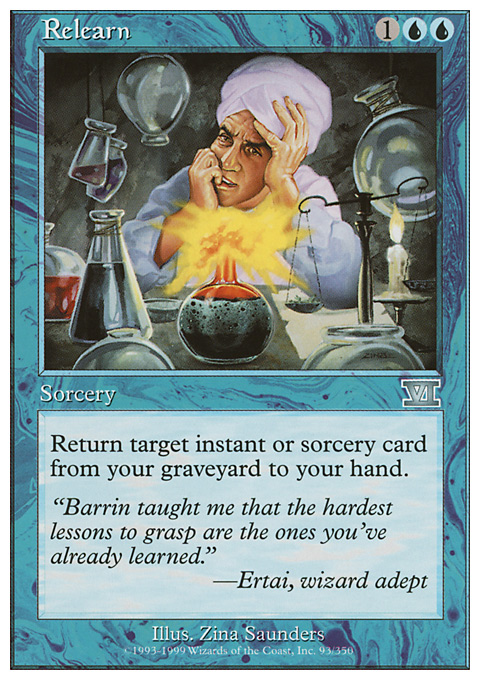 Relearn 1
Sorcery VI
Return target instant or sorcery card
from your graveyard to your hand.
“Barrin taught me that the hardest
lessons to grasp are the ones you’ve
already learned.”
—Ertai, wizard adept
Illus. Zina Saunders
©1993-1999 Wizards of the Coast, Inc. 93/350